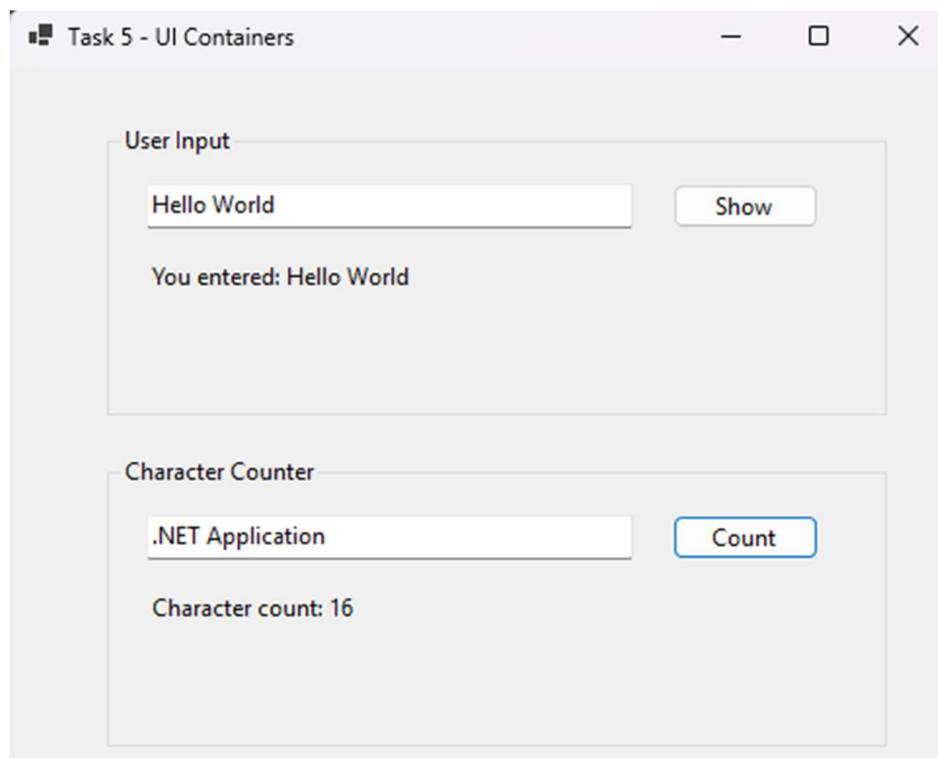 Task 5 - UI Containers
User Input
Hello World
Show
You entered: Hello World
Character Counter
.NET Application
Count
Character count: 16